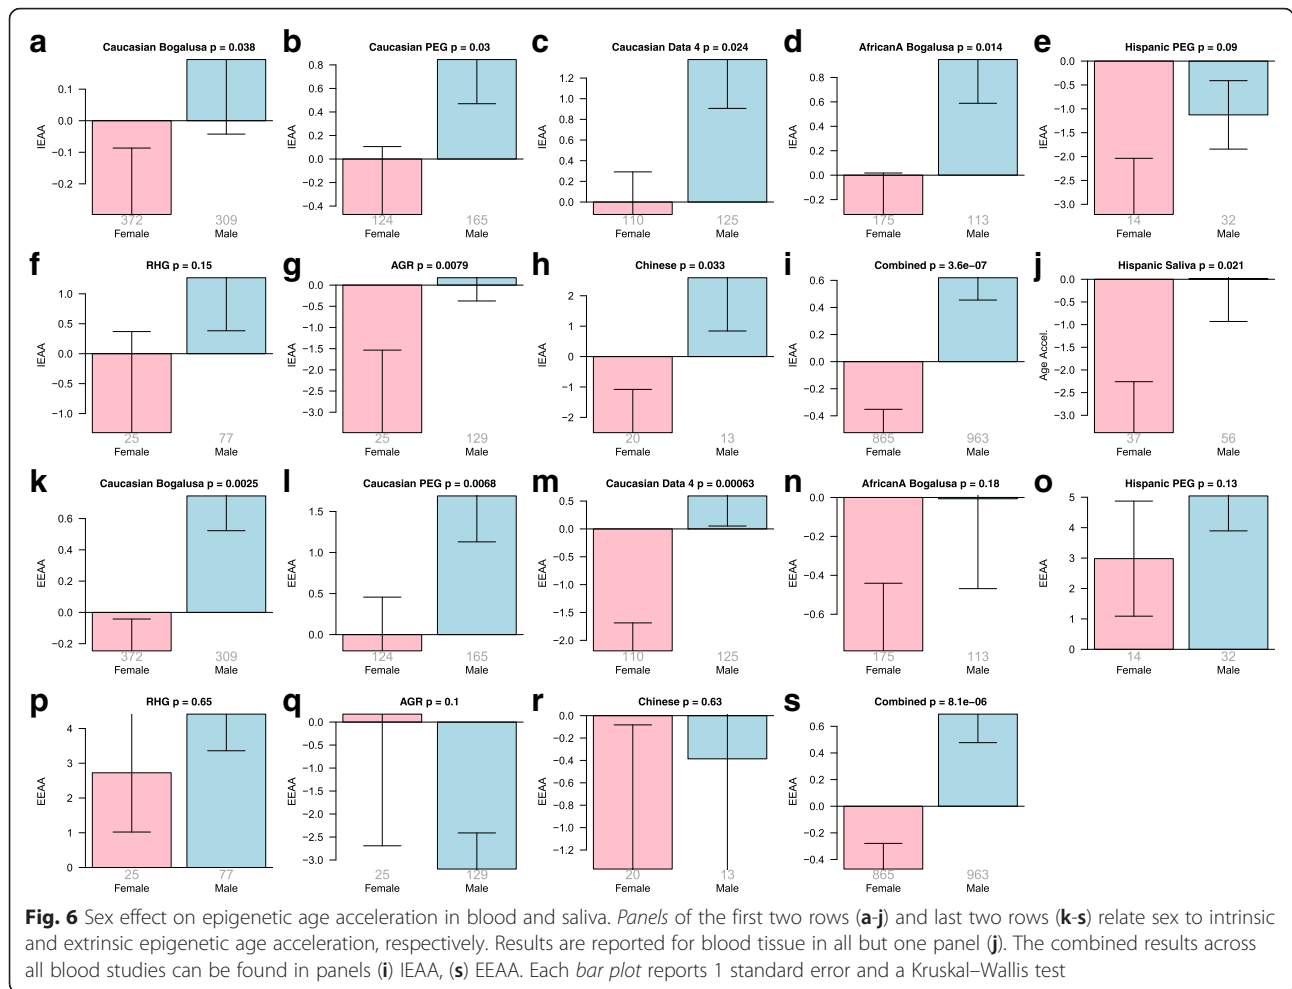 a
Caucasian Bogalusa p = 0.038
IEAA
0.1
0.0
−0.1
−0.2
372
309
Female
Male
b
Caucasian PEG p = 0.03
IEAA
0.8
0.6
0.4
0.2
0.0
−0.2
−0.4
124
165
Female
Male
c
Caucasian Data 4 p = 0.024
IEAA
1.2
1.0
0.8
0.6
0.4
0.2
0.0
110
125
Female
Male
d
AfricanA Bogalusa p = 0.014
IEAA
0.8
0.6
0.4
0.2
0.0
−0.2
175
113
Female
Male
e
Hispanic PEG p = 0.09
IEAA
0.0
−0.5
−1.0
−1.5
−2.0
−2.5
−3.0
14
32
Female
Male
f
RHG p = 0.15
IEAA
1.0
0.5
0.0
−0.5
−1.0
25
77
Female
Male
g
AGR p = 0.0079
IEAA
0.0
−0.5
−1.0
−1.5
−2.0
−2.5
−3.0
25
129
Female
Male
h
Chinese p = 0.033
IEAA
2
1
0
−1
−2
20
13
Female
Male
i
Combined p = 3.6e−07
IEAA
0.6
0.4
0.2
0.0
−0.2
−0.4
865
963
Female
Male
j
Hispanic Saliva p = 0.021
Age Accel.
0.0
−0.5
−1.0
−1.5
−2.0
−2.5
−3.0
37
56
Female
Male
k
Caucasian Bogalusa p = 0.0025
EEAA
0.6
0.4
0.2
0.0
−0.2
372
309
Female
Male
l
Caucasian PEG p = 0.0068
EEAA
1.5
1.0
0.5
0.0
124
165
Female
Male
m
Caucasian Data 4 p = 0.00063
EEAA
0.5
0.0
−0.5
−1.0
−1.5
−2.0
110
125
Female
Male
n
AfricanA Bogalusa p = 0.18
EEAA
0.0
−0.2
−0.4
−0.6
175
113
Female
Male
o
Hispanic PEG p = 0.13
EEAA
5
4
3
2
1
0
14
32
Female
Male
p
RHG p = 0.65
EEAA
4
3
2
1
0
25
77
Female
Male
q
AGR p = 0.1
EEAA
0.0
−0.5
−1.0
−1.5
−2.0
−2.5
−3.0
25
129
Female
Male
r
Chinese p = 0.63
EEAA
0.0
−0.2
−0.4
−0.6
−0.8
−1.0
−1.2
20
13
Female
Male
s
Combined p = 8.1e−06
EEAA
0.6
0.4
0.2
0.0
−0.2
−0.4
865
963
Female
Male
Fig. 6 Sex effect on epigenetic age acceleration in blood and saliva. Panels of the first two rows (a-j) and last two rows (k-s) relate sex to intrinsic
and extrinsic epigenetic age acceleration, respectively. Results are reported for blood tissue in all but one panel (j). The combined results across
all blood studies can be found in panels (i) IEAA, (s) EEAA. Each bar plot reports 1 standard error and a Kruskal–Wallis test